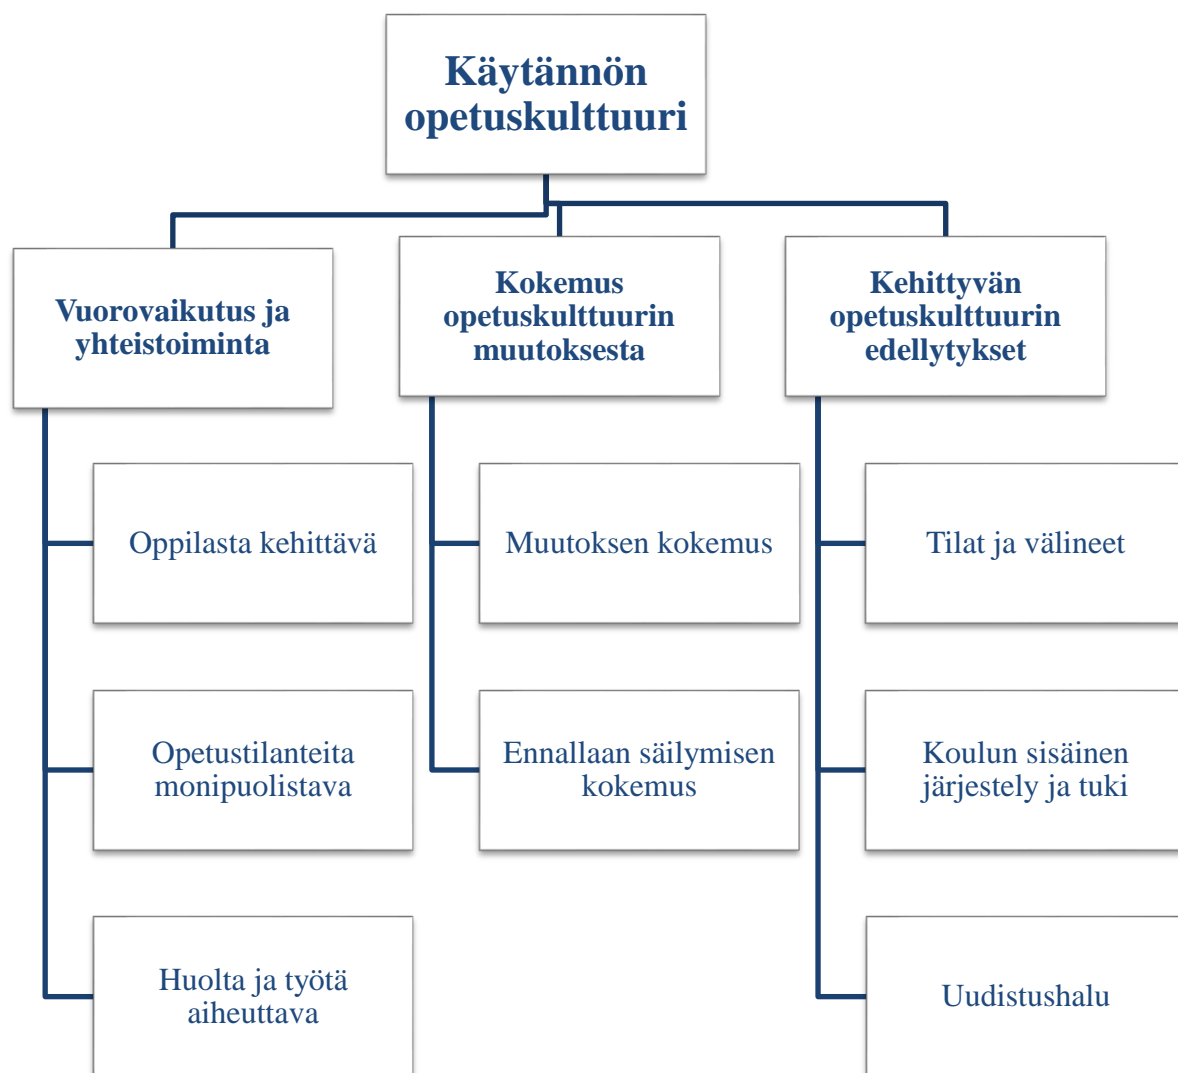 Käytännön
opetuskulttuuri
Vuorovaikutus ja
yhteistoiminta
Kokemus
opetuskulttuurin
muutoksesta
Kehittyvän
opetuskulttuurin
edellytykset
Oppilasta kehittävä
Muutoksen kokemus
Tilat ja välineet
Opetustilanteita
monipuolistava
Ennallaan säilymisen
kokemus
Koulun sisäinen
järjestely ja tuki
Huolta ja työtä
aiheuttava
Uudistushalu